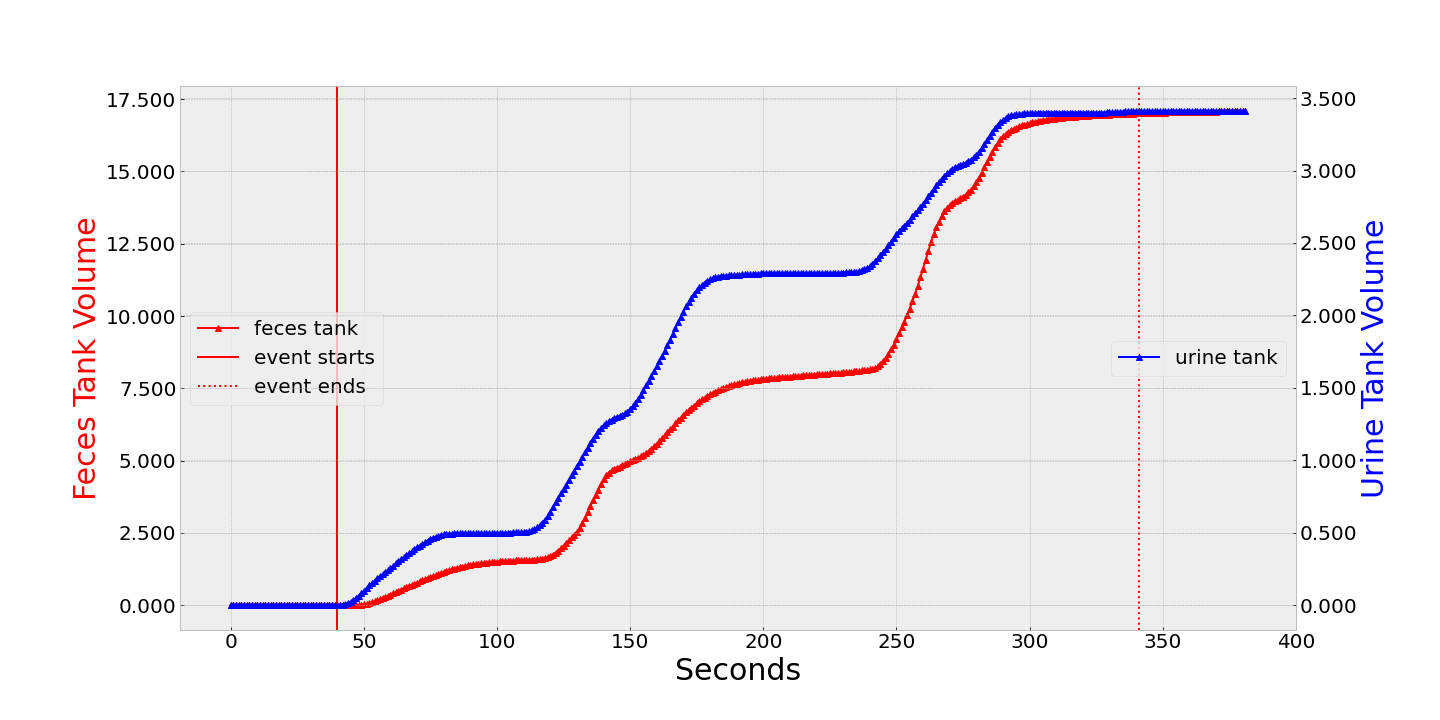 17.500
15.000
12.500
10.000
7.500
5.000
2.500
0.000
Feces Tank Volume
feces tank
event starts
event ends
urine tank
3.500
3.000
2.500
2.000
1.500
1.000
0.500
0.000
Urine Tank Volume
0 50 100 150 200 250 300 350 400
Seconds